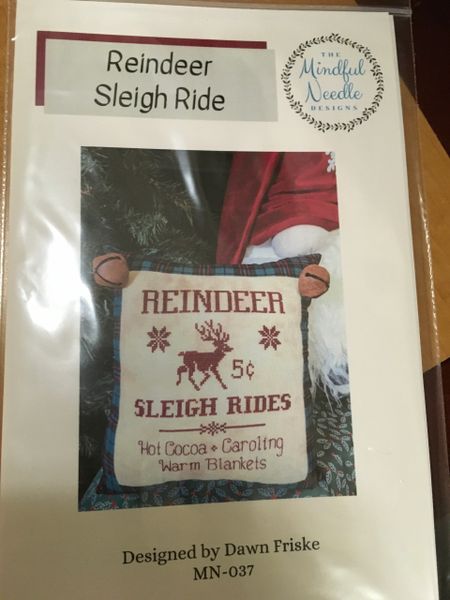 Reindeer
Sleigh Ride
THE
Mindful
Needle
DESIGNS
REINDEER
5¢
SLEIGH RIDES
Hot Cocoa + Caroling
Warm Blankets
Designed by Dawn Friske
MN-037